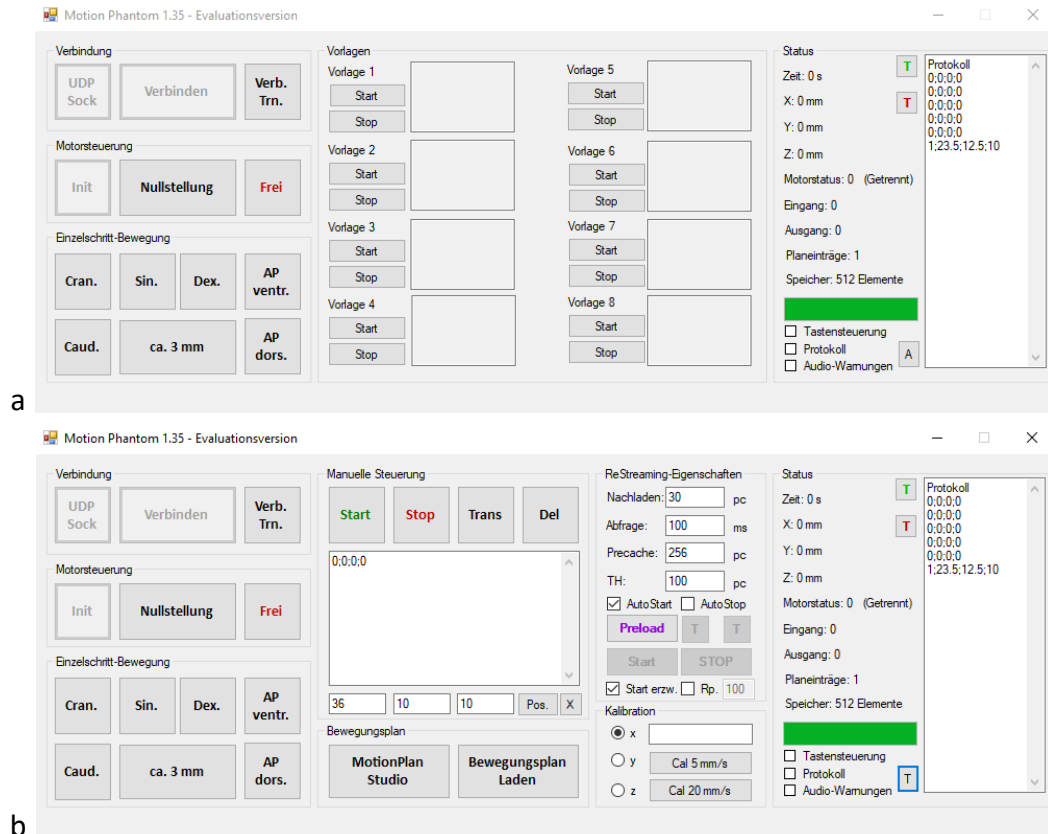 Motion Phantom 1.35 - Evaluationsversion
Verbindung
UDP
Sock
Verbinden
Verb.
Trn.
Motorsteuerung
Init
Nullstellung
Frei
Einzelschritt-Bewegung
Cran.
Sin.
Dex.
AP
ventr.
Caud.
ca. 3 mm
AP
dors.
Vorlagen
Vorlage 1
Start
Stop
Vorlage 2
Start
Stop
Vorlage 3
Start
Stop
Vorlage 4
Start
Stop
Vorlage 5
Start
Stop
Vorlage 6
Start
Stop
Vorlage 7
Start
Stop
Vorlage 8
Start
Stop
Status
Zeit: 0 s
T
X: 0 mm
T
Y: 0 mm
Z: 0 mm
Motorstatus: 0 (Getrennt)
Eingang: 0
Ausgang: 0
Planeinträge: 1
Speicher: 512 Elemente
Tastensteuerung
Protokoll
Audio-Warnungen
A
Protokoll
0;0;0;0
0;0;0;0
0;0;0;0
0;0;0;0
0;0;0;0
1;23.5;12.5;10
a
Motion Phantom 1.35 - Evaluationsversion
Verbindung
UDP
Sock
Verbinden
Verb.
Trn.
Motorsteuerung
Init
Nullstellung
Frei
Einzelschritt-Bewegung
Cran.
Sin.
Dex.
AP
ventr.
Caud.
ca. 3 mm
AP
dors.
Manuelle Steuerung
Start
Stop
Trans
Del
0;0;0;0
36
10
10
Pos.
X
Bewegungsplan
MotionPlan
Studio
Bewegungsplan
Laden
ReStreaming-Eigenschaften
Nachladen: 30 pc
Abfrage: 100 ms
Precache: 256 pc
TH: 100 pc
AutoStart AutoStop
Preload T T
Start STOP
Start erzw. Rp. 100
Kalibration
x
y Cal 5 mm/s
z Cal 20 mm/s
Status
Zeit: 0 s
T
X: 0 mm
T
Y: 0 mm
Z: 0 mm
Motorstatus: 0 (Getrennt)
Eingang: 0
Ausgang: 0
Planeinträge: 1
Speicher: 512 Elemente
Tastensteuerung
Protokoll
Audio-Warnungen
T
Protokoll
0;0;0;0
0;0;0;0
0;0;0;0
0;0;0;0
0;0;0;0
1;23.5;12.5;10
b